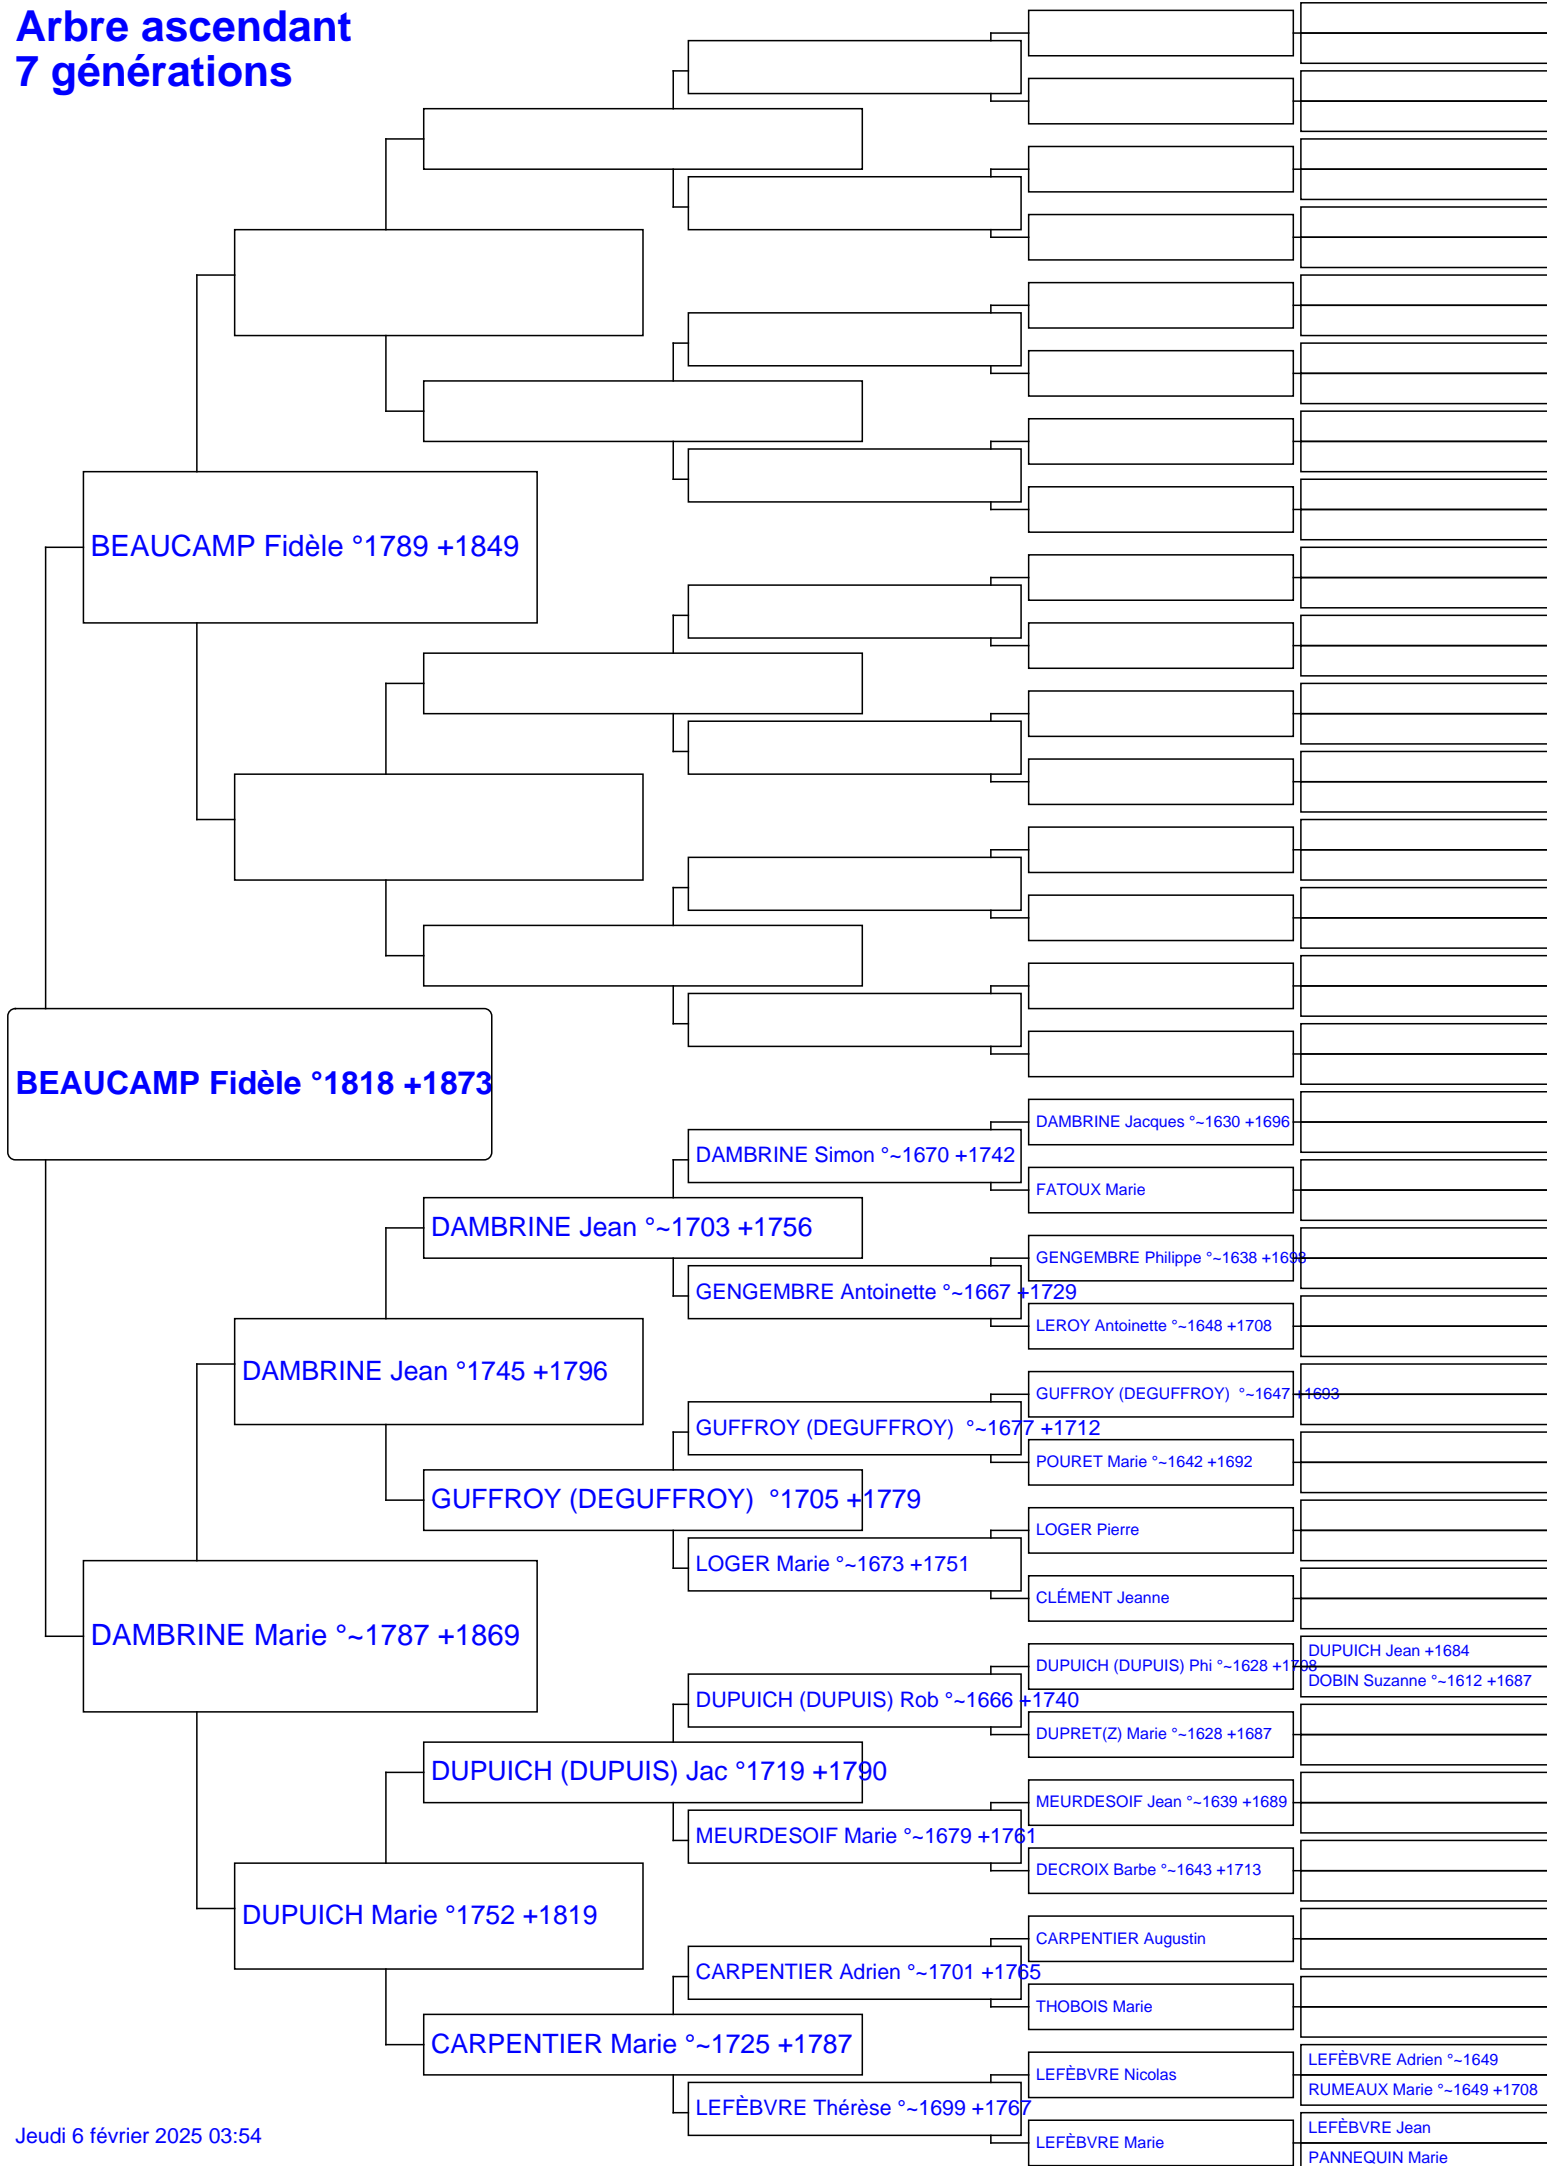 Arbre ascendant
7 générations
BEAUCAMP Fidèle °1789 +1849
BEAUCAMP Fidèle °1818 +1873
DAMBRINE Jacques °~1630 +1696
DAMBRINE Simon °~1670 +1742
FATOUX Marie
DAMBRINE Jean °~1703 +1756
GENGEMBRE Philippe °~1638 +1698
GENGEMBRE Antoinette °~1667 +1729
LEROY Antoinette °~1648 +1708
DAMBRINE Jean °1745 +1796
GUFFROY (DEGUFFROY)  °~1647 +1693
GUFFROY (DEGUFFROY)  °~1677 +1712
POURET Marie °~1642 +1692
GUFFROY (DEGUFFROY)  °1705 +1779
LOGER Pierre
LOGER Marie °~1673 +1751
CLÉMENT Jeanne
DAMBRINE Marie °~1787 +1869
DUPUICH Jean +1684
DUPUICH (DUPUIS) Phi °~1628 +1708
DOBIN Suzanne °~1612 +1687
DUPUICH (DUPUIS) Rob °~1666 +1740
DUPRET(Z) Marie °~1628 +1687
DUPUICH (DUPUIS) Jac °1719 +1790
MEURDESOIF Jean °~1639 +1689
MEURDESOIF Marie °~1679 +1761
DECROIX Barbe °~1643 +1713
DUPUICH Marie °1752 +1819
CARPENTIER Augustin
CARPENTIER Adrien °~1701 +1765
THOBOIS Marie
CARPENTIER Marie °~1725 +1787
LEFÈBVRE Adrien °~1649
LEFÈBVRE Nicolas
RUMEAUX Marie °~1649 +1708
LEFÈBVRE Thérèse °~1699 +1767
LEFÈBVRE Jean
LEFÈBVRE Marie
PANNEQUIN Marie
Jeudi 6 février 2025 03:54